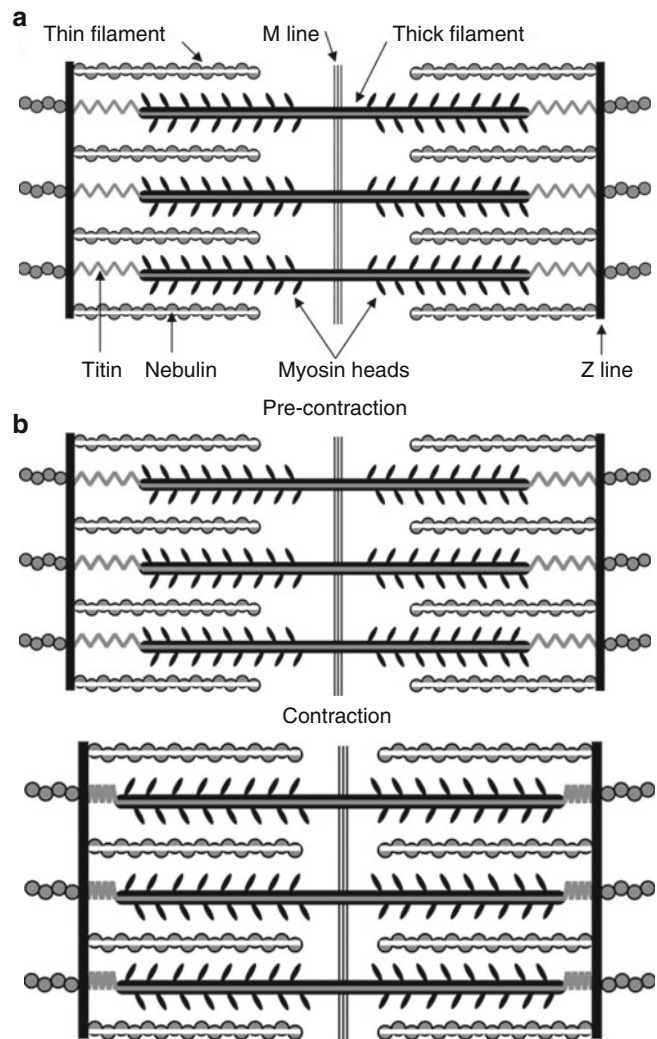 a
Thin filament M line Thick filament
Titin Nebulin Myosin heads Z line
b
Pre-contraction
Contraction